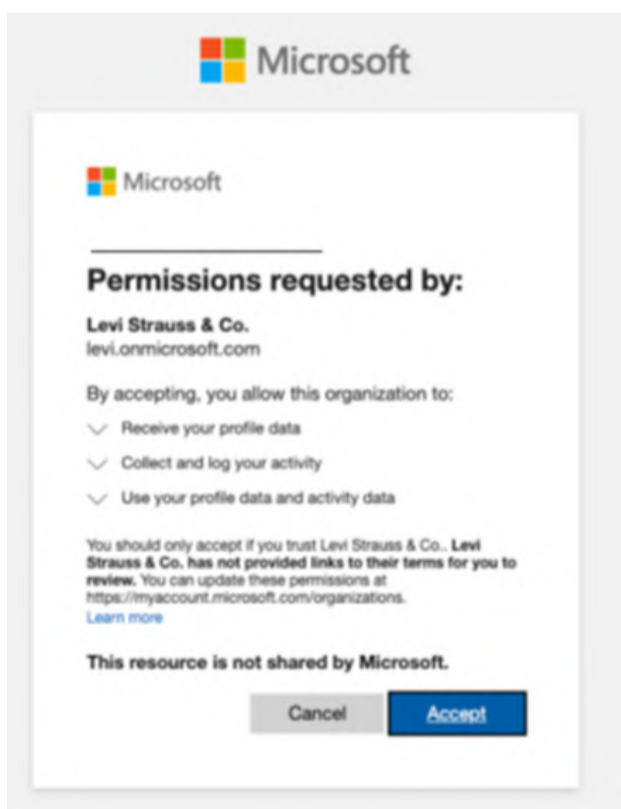 Microsoft
Microsoft
Permissions requested by:
Levi Strauss & Co.
levi.onmicrosoft.com
By accepting, you allow this organization to:
Receive your profile data
Collect and log your activity
Use your profile data and activity data
You should only accept if you trust Levi Strauss & Co.. Levi
Strauss & Co. has not provided links to their terms for you to
review. You can update these permissions at
https://myaccount.microsoft.com/organizations.
Learn more
This resource is not shared by Microsoft.
Cancel
Accept